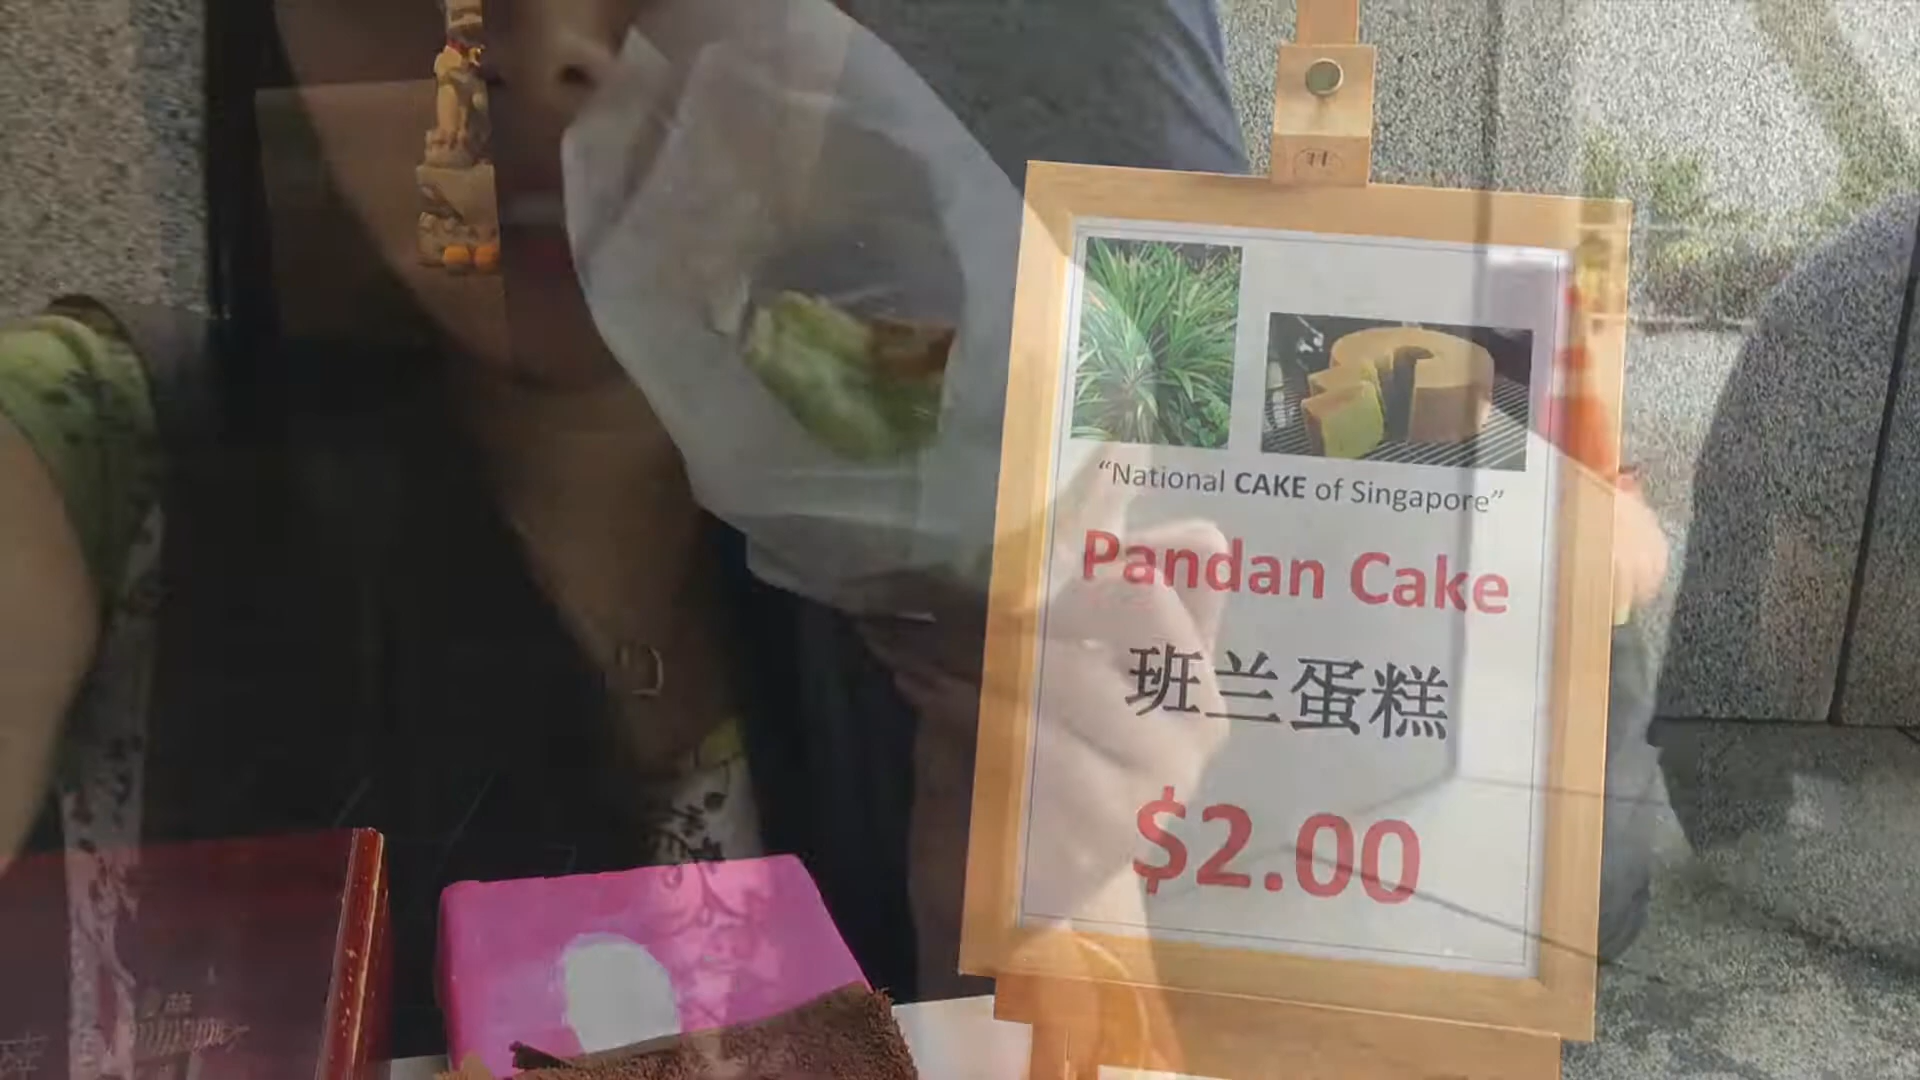 “National CAKE of Singapore”
Pandan Cake
班兰蛋糕
$2.00